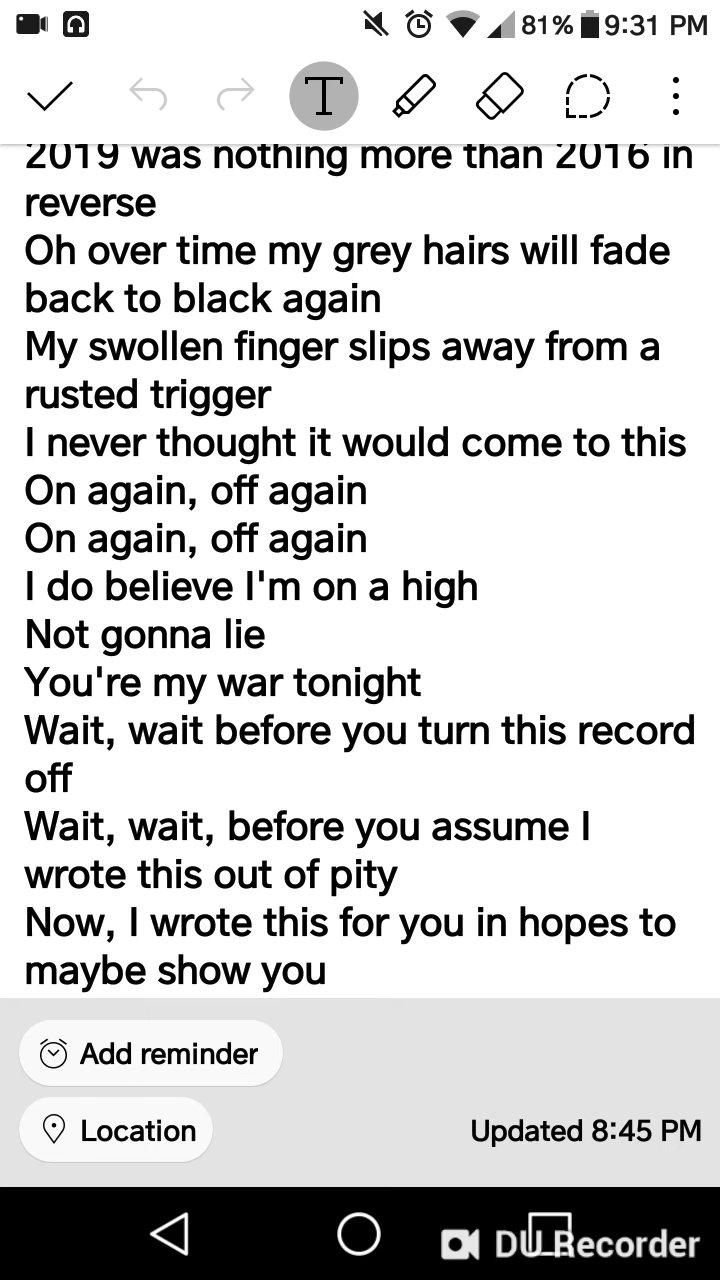 81% 9:31 PM
T
2019 was nothing more than 2016 in
reverse
Oh over time my grey hairs will fade
back to black again
My swollen finger slips away from a
rusted trigger
I never thought it would come to this
On again, off again
On again, off again
I do believe I'm on a high
Not gonna lie
You're my war tonight
Wait, wait before you turn this record
off
Wait, wait, before you assume I
wrote this out of pity
Now, I wrote this for you in hopes to
maybe show you
Add reminder
Location
Updated 8:45 PM
DU Recorder